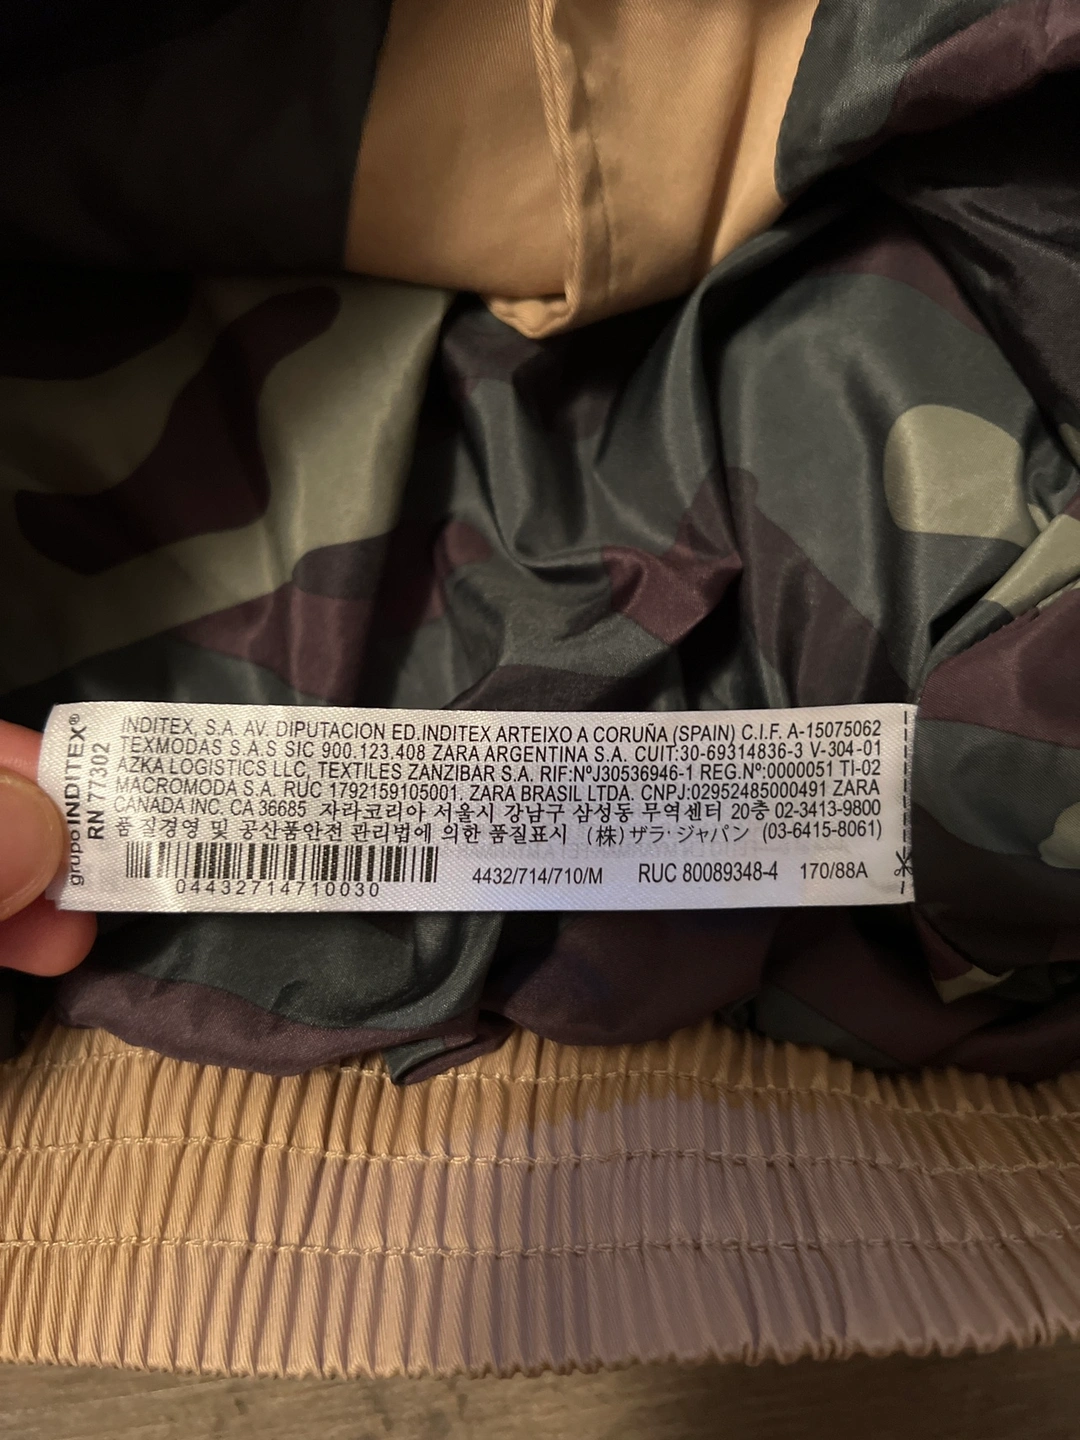 grupo INDITEX®
RN 77302
INDITEX, S.A. AV. DIPUTACION ED.INDITEX ARTEIXO A CORUÑA (SPAIN) C.I.F. A-15075062
TEXMODAS S.A.S SIC 900.123.408 ZARA ARGENTINA S.A. CUIT:30-69314836-3 V-304-01
AZKA LOGISTICS LLC, TEXTILES ZANZIBAR S.A. RIF:NºJ30536946-1 REG.Nº:0000051 TI-02
MACROMODA S.A. RUC 1792159105001, ZARA BRASIL LTDA. CNPJ:02952485000491 ZARA
CANADA INC. CA 36685 자라코리아 서울시 강남구 삼성동 무역센터 20층 02-3413-9800
품 질경영 및 공산품안전 관리법에 의한 품질표시 (株)ザラ・ジャパン (03-6415-8061)
04432714710030 4432/714/710/M RUC 80089348-4 170/88A